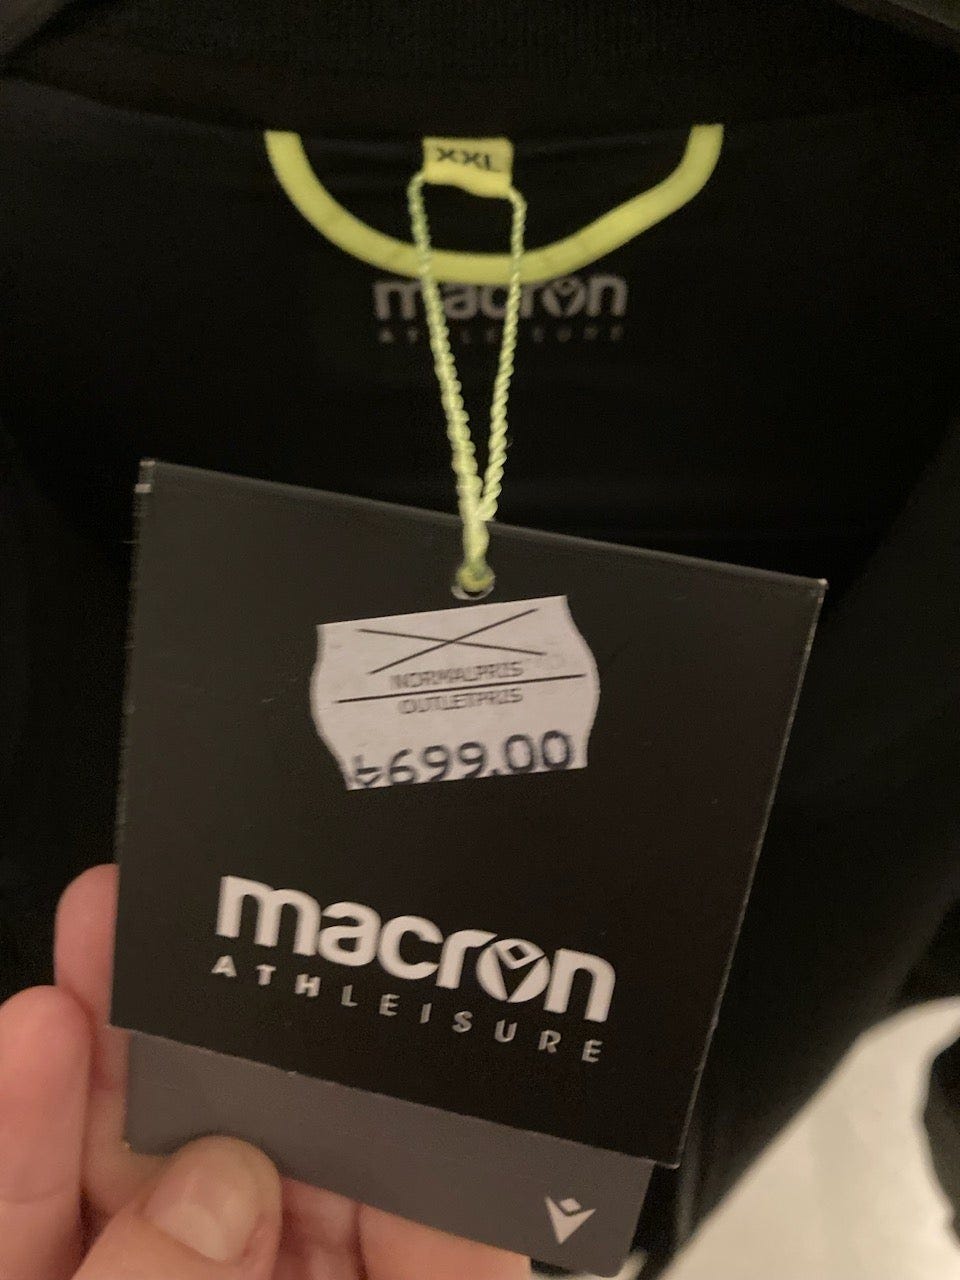 XXL
macron
ATHLEISURE
NORMALPRIS
OUTLETPRIS
699.00
macron
ATHLEISURE